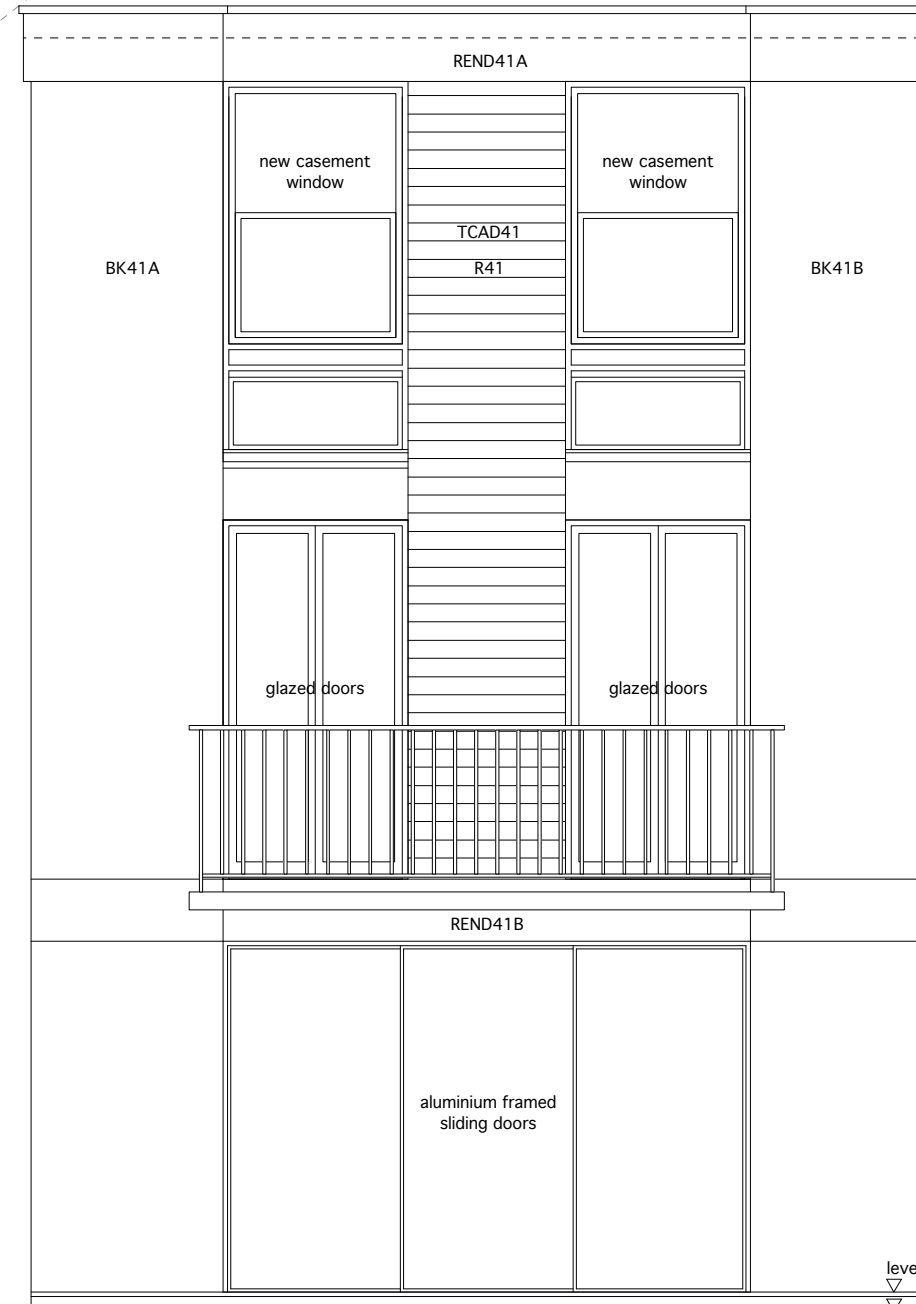 REND41A
new casement
window
new casement
window
TCAD41
BK41A
R41
BK41B
glazed doors
glazed doors
REND41B
aluminium framed
sliding doors
leve